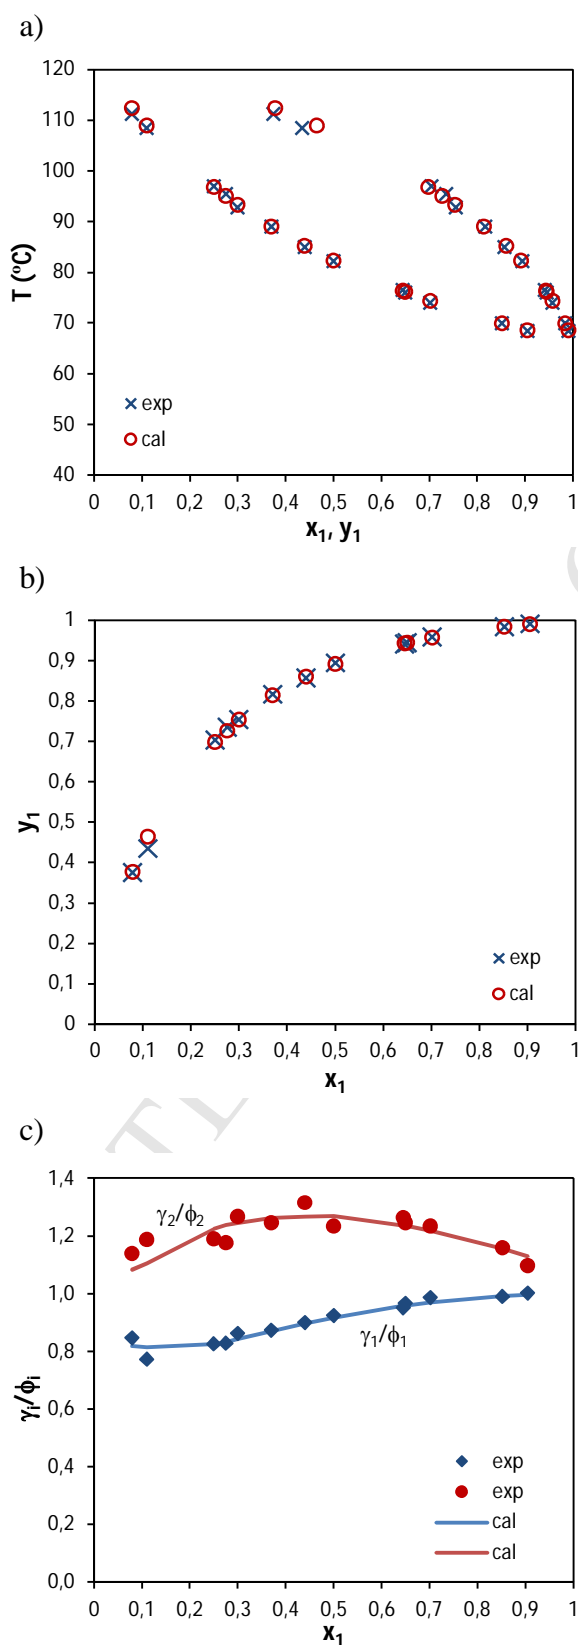 a)
120
110
100
90
80
70
60
50
40
T (ºC)
exp
cal
0 0,1 0,2 0,3 0,4 0,5 0,6 0,7 0,8 0,9 1
x1, y1
b)
1
0,9
0,8
0,7
0,6
0,5
0,4
0,3
0,2
0,1
0
y1
exp
cal
0 0,1 0,2 0,3 0,4 0,5 0,6 0,7 0,8 0,9 1
x1
c)
1,4
1,2
1,0
0,8
0,6
0,4
0,2
0,0
γi/ϕi
γ2/ϕ2
γ1/ϕ1
exp
exp
cal
cal
0 0,1 0,2 0,3 0,4 0,5 0,6 0,7 0,8 0,9 1
x1